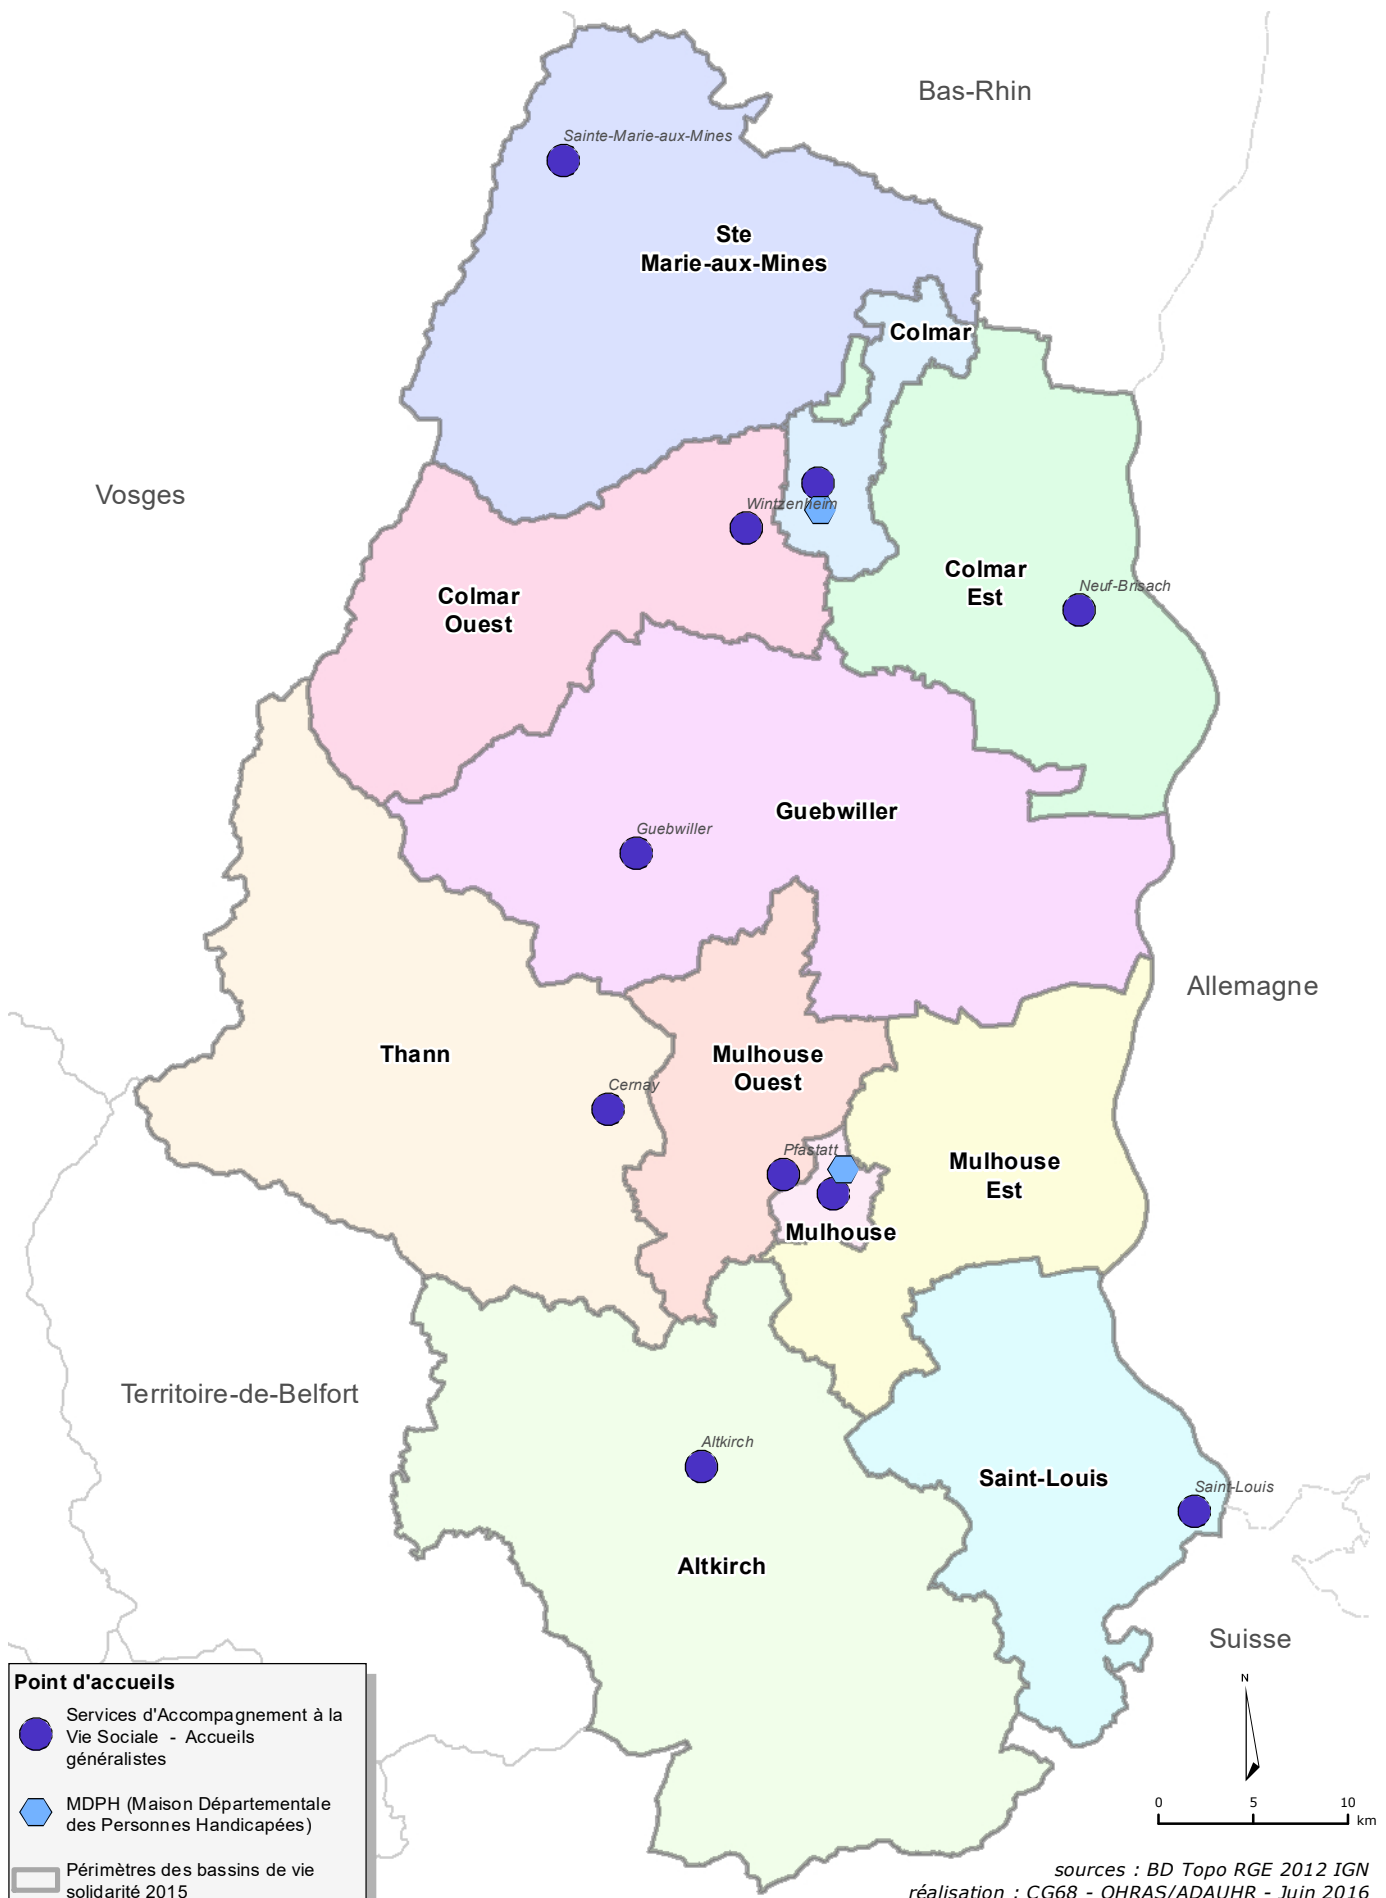 Bas-Rhin
Sainte-Marie-aux-Mines
Ste
Marie-aux-Mines
Colmar
Vosges
Wintzenheim
Colmar
Est
Neuf-Brisach
Colmar
Ouest
Guebwiller
Guebwiller
Allemagne
Thann
Mulhouse
Ouest
Cernay
Pfastatt
Mulhouse
Est
Mulhouse
Territoire-de-Belfort
Altkirch
Saint-Louis
Saint-Louis
Altkirch
Suisse
Point d'accueils
Services d'Accompagnement à la
Vie Sociale - Accueils
généralistes
MDPH (Maison Départementale
des Personnes Handicapées)
Périmètres des bassins de vie
solidarité 2015
N
0 5 10
km
sources : BD Topo RGE 2012 IGN
réalisation : CG68 - OHRAS/ADAUHR - Juin 2016